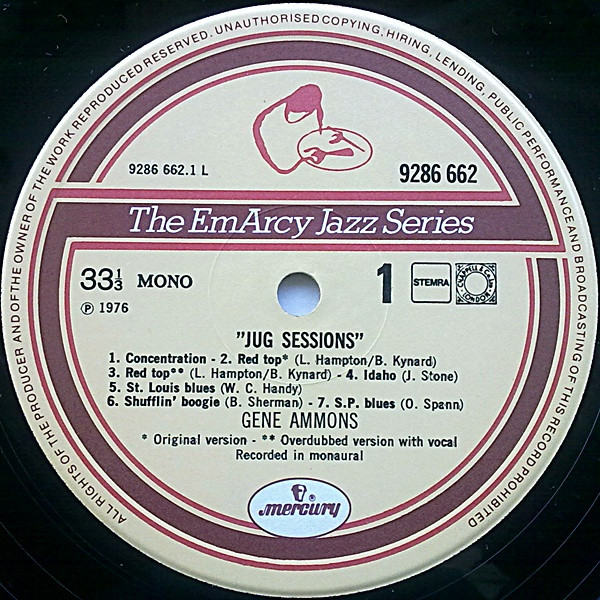 ALL RIGHTS OF THE PRODUCER AND OF THE OWNER OF THE WORK REPRODUCED RESERVED. UNAUTHORISED COPYING, HIRING, LENDING, PUBLIC PERFORMANCE AND BROADCASTING OF THIS RECORD PROHIBITED
9286 662.1 L
9286 662
The EmArcy Jazz Series
33⅓ MONO
1
STEMRA
CHAPPELL & CO. LTD. LONDON
℗ 1976
"JUG SESSIONS"
1. Concentration - 2. Red top* (L. Hampton/B. Kynard)
3. Red top** (L. Hampton/B. Kynard) - 4. Idaho (J. Stone)
5. St. Louis blues (W. C. Handy)
6. Shufflin' boogie (B. Sherman) - 7. S.P. blues (O. Spann)
GENE AMMONS
* Original version - ** Overdubbed version with vocal
Recorded in monaural
mercury ®